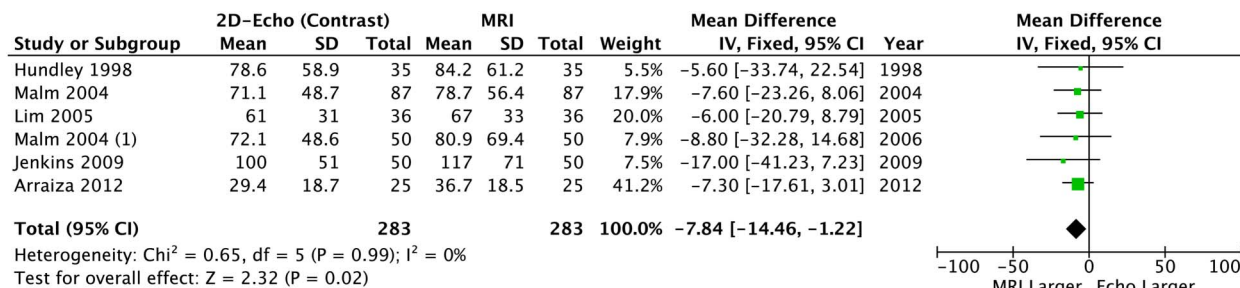 2D-Echo (Contrast) MRI Mean Difference Mean Difference
Study or Subgroup Mean SD Total Mean SD Total Weight IV, Fixed, 95% CI Year IV, Fixed, 95% CI
Hundley 1998 78.6 58.9 35 84.2 61.2 35 5.5% −5.60 [−33.74, 22.54] 1998
Malm 2004 71.1 48.7 87 78.7 56.4 87 17.9% −7.60 [−23.26, 8.06] 2004
Lim 2005 61 31 36 67 33 36 20.0% −6.00 [−20.79, 8.79] 2005
Malm 2004 (1) 72.1 48.6 50 80.9 69.4 50 7.9% −8.80 [−32.28, 14.68] 2006
Jenkins 2009 100 51 50 117 71 50 7.5% −17.00 [−41.23, 7.23] 2009
Arraiza 2012 29.4 18.7 25 36.7 18.5 25 41.2% −7.30 [−17.61, 3.01] 2012
Total (95% CI) 283 283 100.0% −7.84 [−14.46, −1.22]
Heterogeneity: Chi² = 0.65, df = 5 (P = 0.99); I² = 0%
Test for overall effect: Z = 2.32 (P = 0.02)
−100 −50 0 50 100
MRI Larger Echo Larger